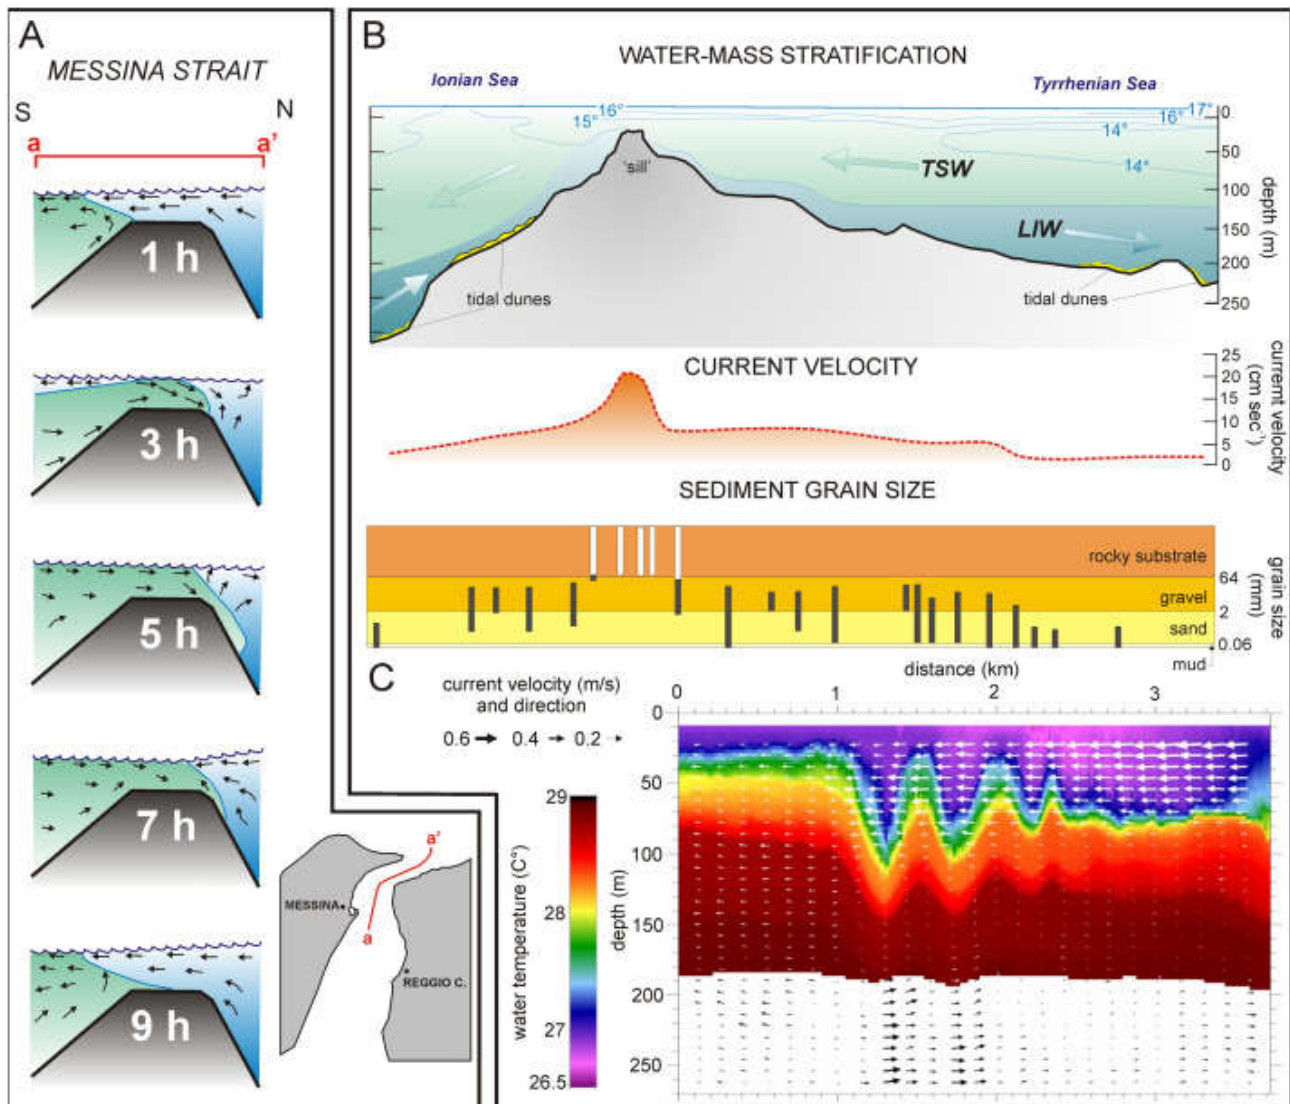 A
MESSINA STRAIT
S
N
a
a'
1 h
3 h
5 h
7 h
9 h
MESSINA
REGGIO C.
a'
a
B
WATER-MASS STRATIFICATION
Ionian Sea
Tyrrhenian Sea
15°
16°
14°
16°
17°
14°
'sill'
TSW
LIW
tidal dunes
tidal dunes
0
50
100
150
200
250
depth (m)
CURRENT VELOCITY
25
20
15
10
5
0
curremt velocity
(cm sec⁻¹)
SEDIMENT GRAIN SIZE
rocky substrate
gravel
sand
mud
64
2
0.06
grain size
(mm)
C
current velocity (m/s)
and direction
0.6
0.4
0.2
distance (km)
0
1
2
3
0
50
100
150
200
250
depth (m)
29
28
27
26.5
water temperature (C°)